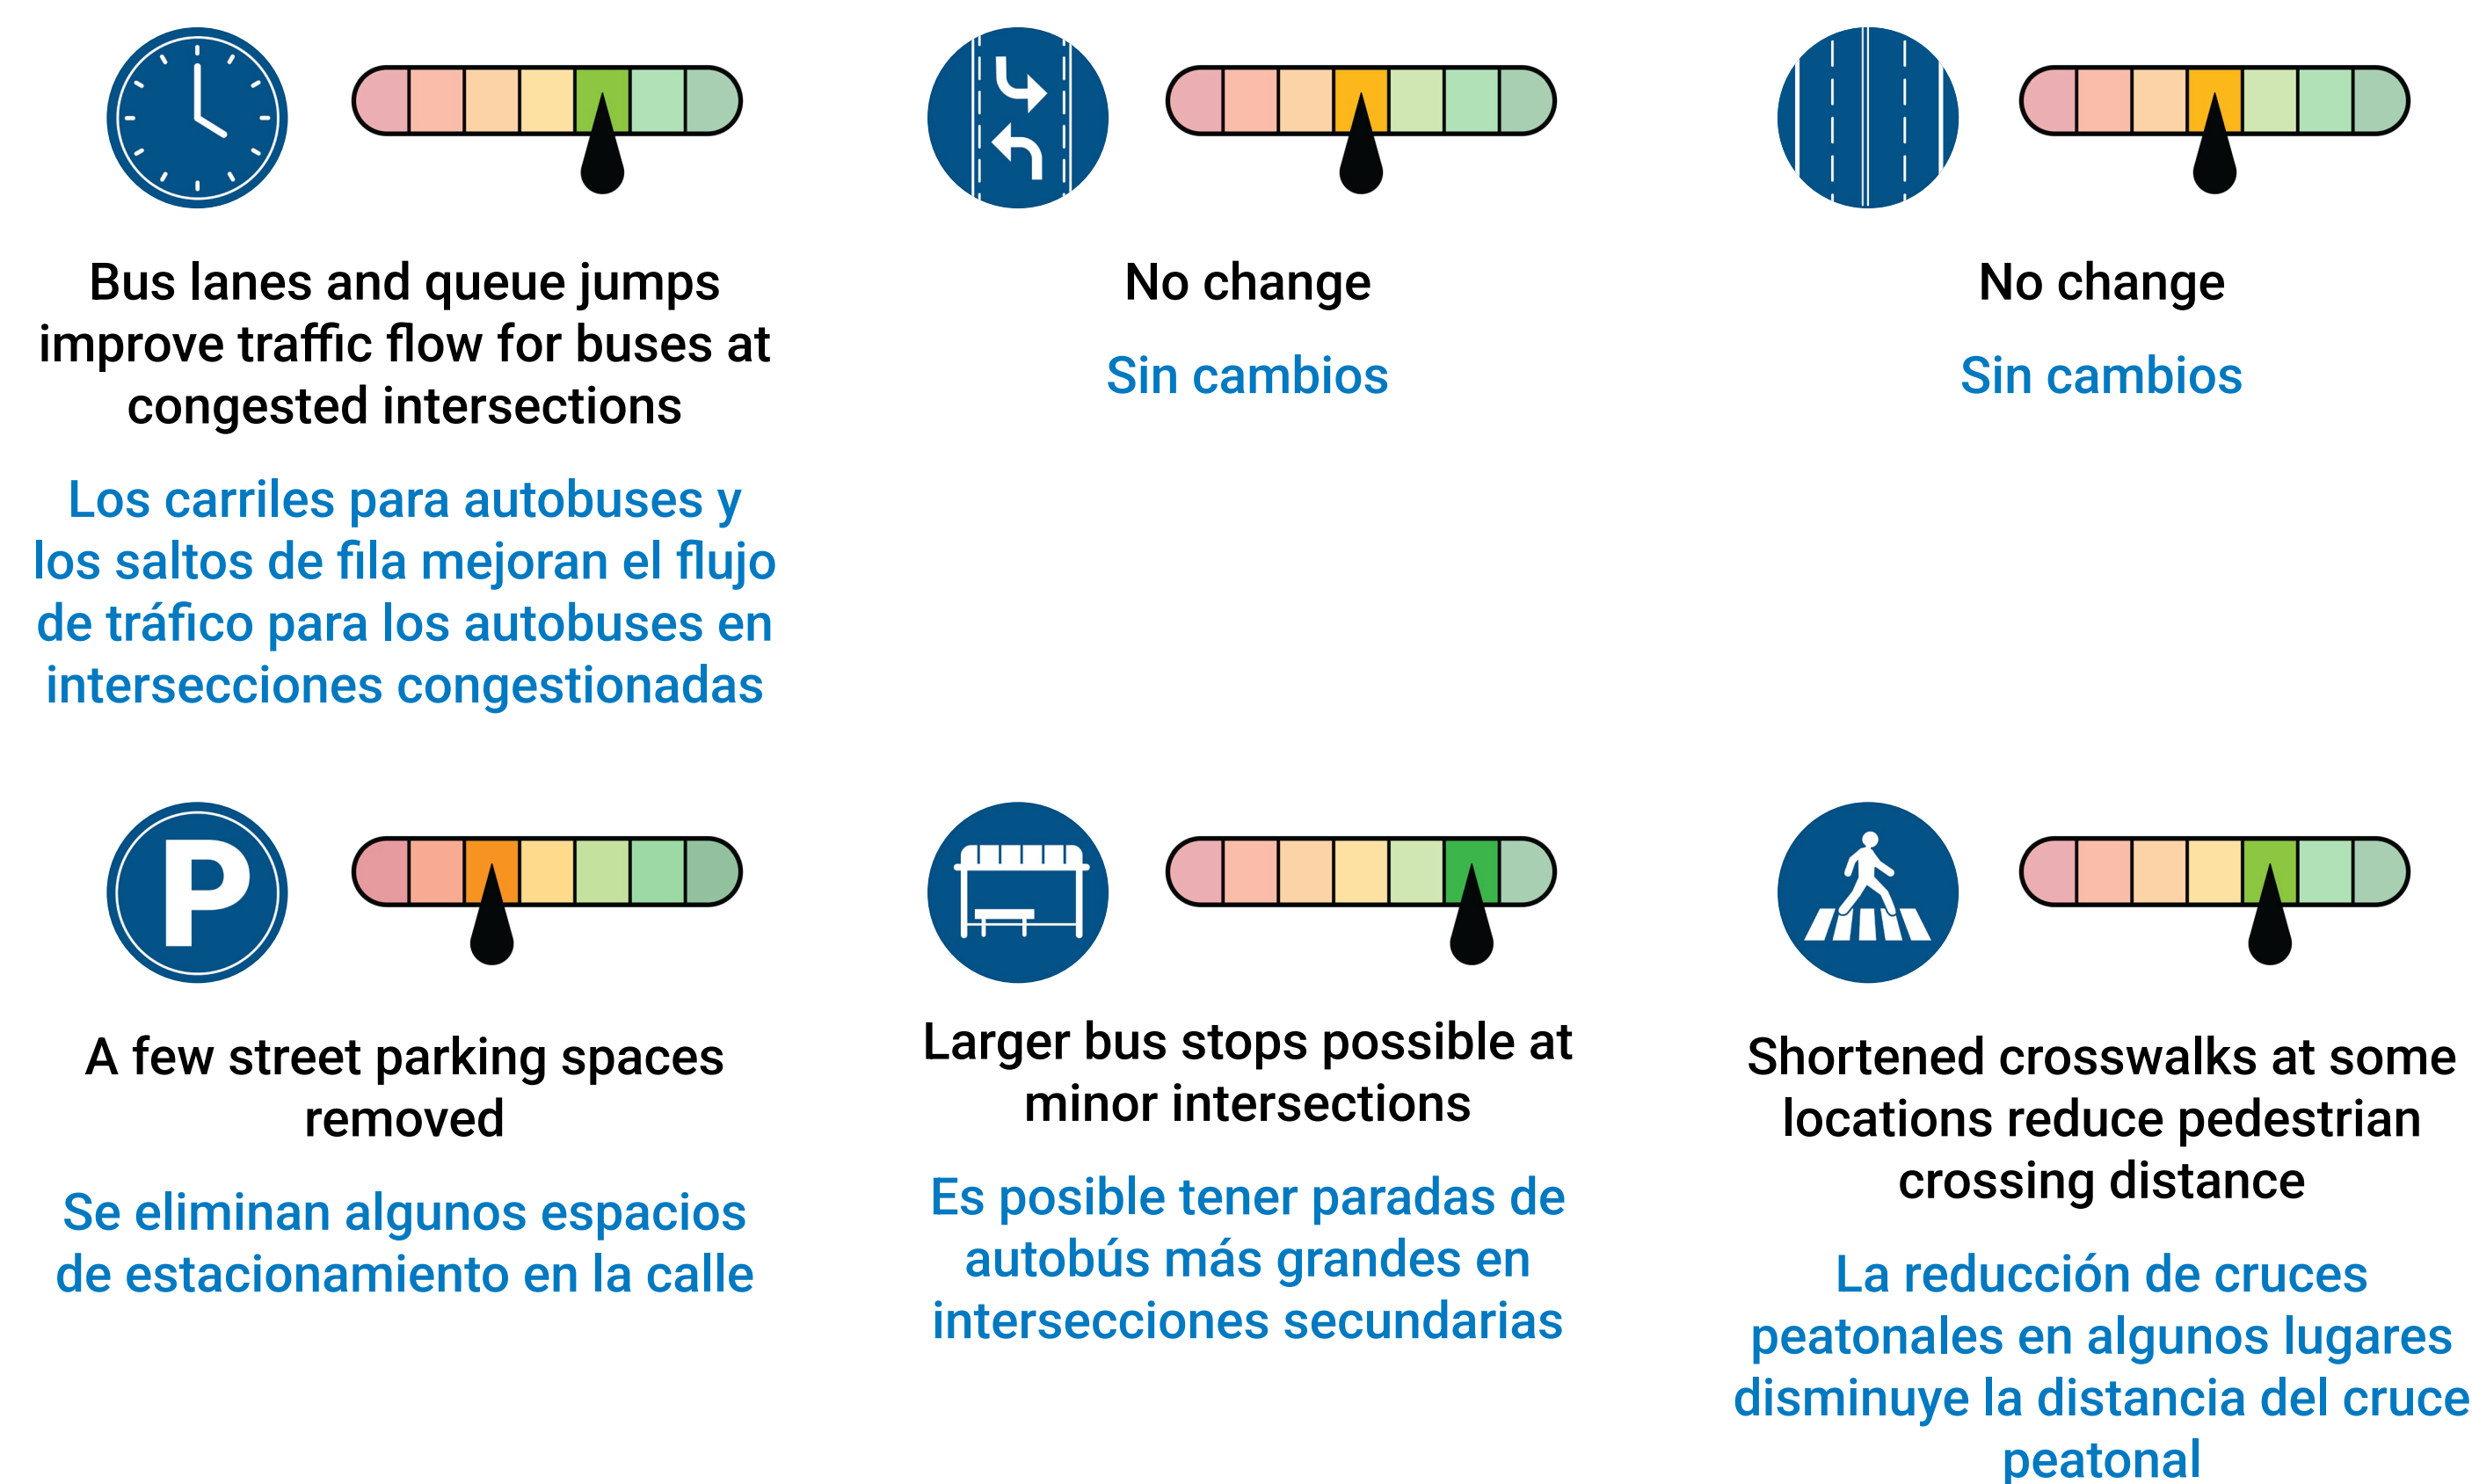 Bus lanes and queue jumps
improve traffic flow for buses at
congested intersections
Los carriles para autobuses y
los saltos de fila mejoran el flujo
de tráfico para los autobuses en
intersecciones congestionadas
No change
Sin cambios
No change
Sin cambios
P
A few street parking spaces
removed
Se eliminan algunos espacios
de estacionamiento en la calle
Larger bus stops possible at
minor intersections
Es posible tener paradas de
autobús más grandes en
intersecciones secundarias
Shortened crosswalks at some
locations reduce pedestrian
crossing distance
La reducción de cruces
peatonales en algunos lugares
disminuye la distancia del cruce
peatonal